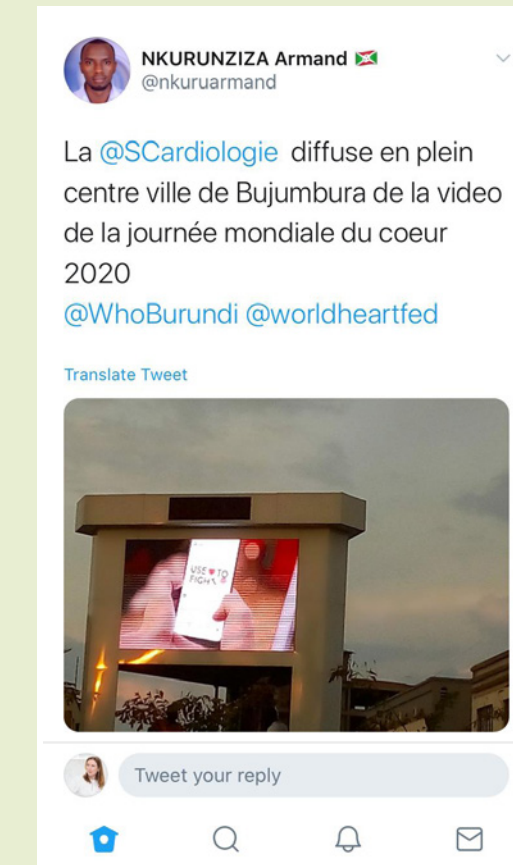 NKURUNZIZA Armand 🇧🇮
@nkuruarmand
La @SCardiologie diffuse en plein
centre ville de Bujumbura de la video
de la journée mondiale du coeur
2020
@WhoBurundi @worldheartfed
Translate Tweet
USE ♥ TO
FIGHT
Tweet your reply